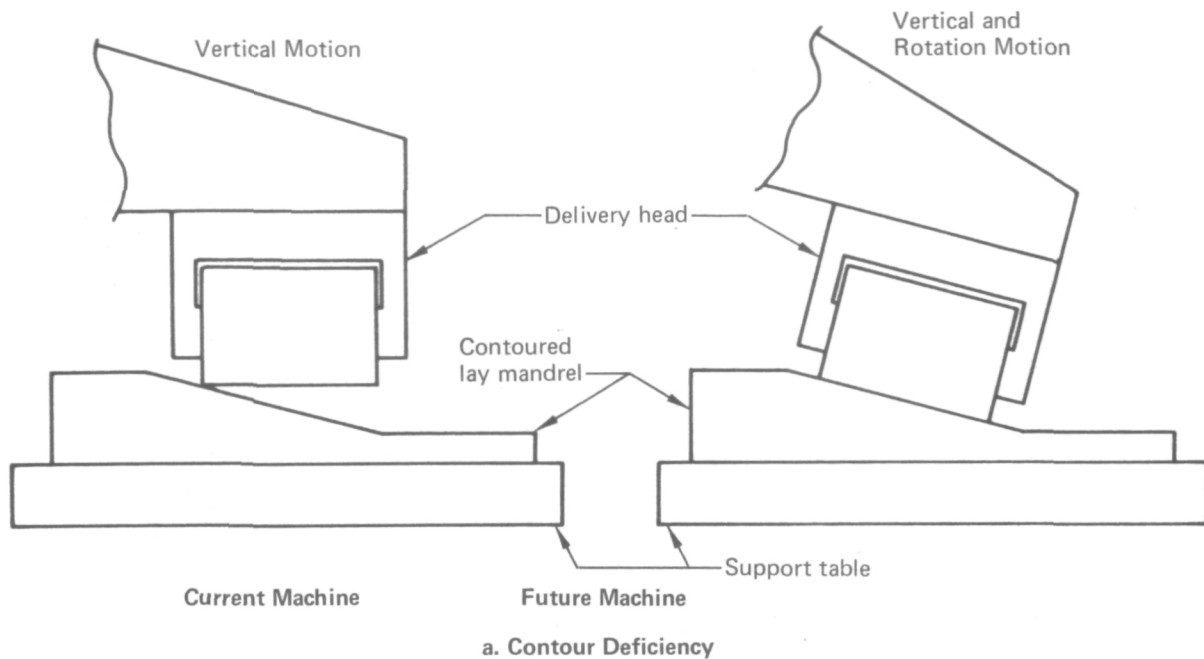 Vertical Motion
Vertical and
Rotation Motion
Delivery head
Contoured
lay mandrel
Support table
Current Machine
Future Machine
a. Contour Deficiency